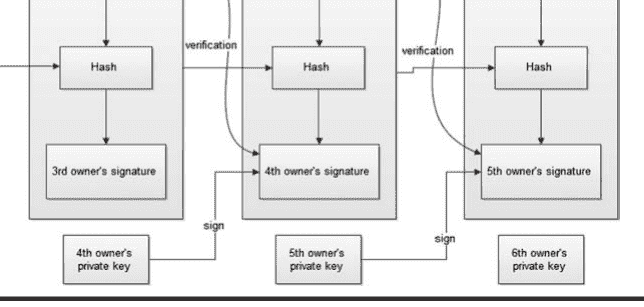 verification
verification
Hash
Hash
Hash
3rd owner's signature
4th owner's signature
5th owner's signature
sign
sign
4th owner's
private key
5th owner's
private key
6th owner's
private key